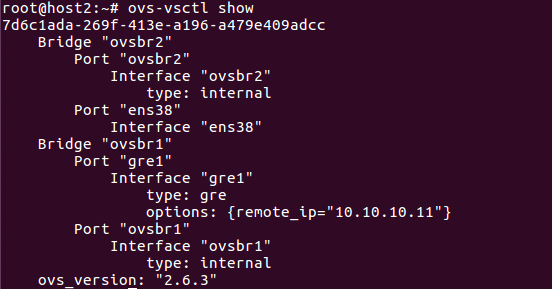 root@host2:~# ovs-vsctl show
7d6c1ada-269f-413e-a196-a479e409adcc
    Bridge "ovsbr2"
        Port "ovsbr2"
            Interface "ovsbr2"
                type: internal
        Port "ens38"
            Interface "ens38"
    Bridge "ovsbr1"
        Port "gre1"
            Interface "gre1"
                type: gre
                options: {remote_ip="10.10.10.11"}
        Port "ovsbr1"
            Interface "ovsbr1"
                type: internal
    ovs_version: "2.6.3"